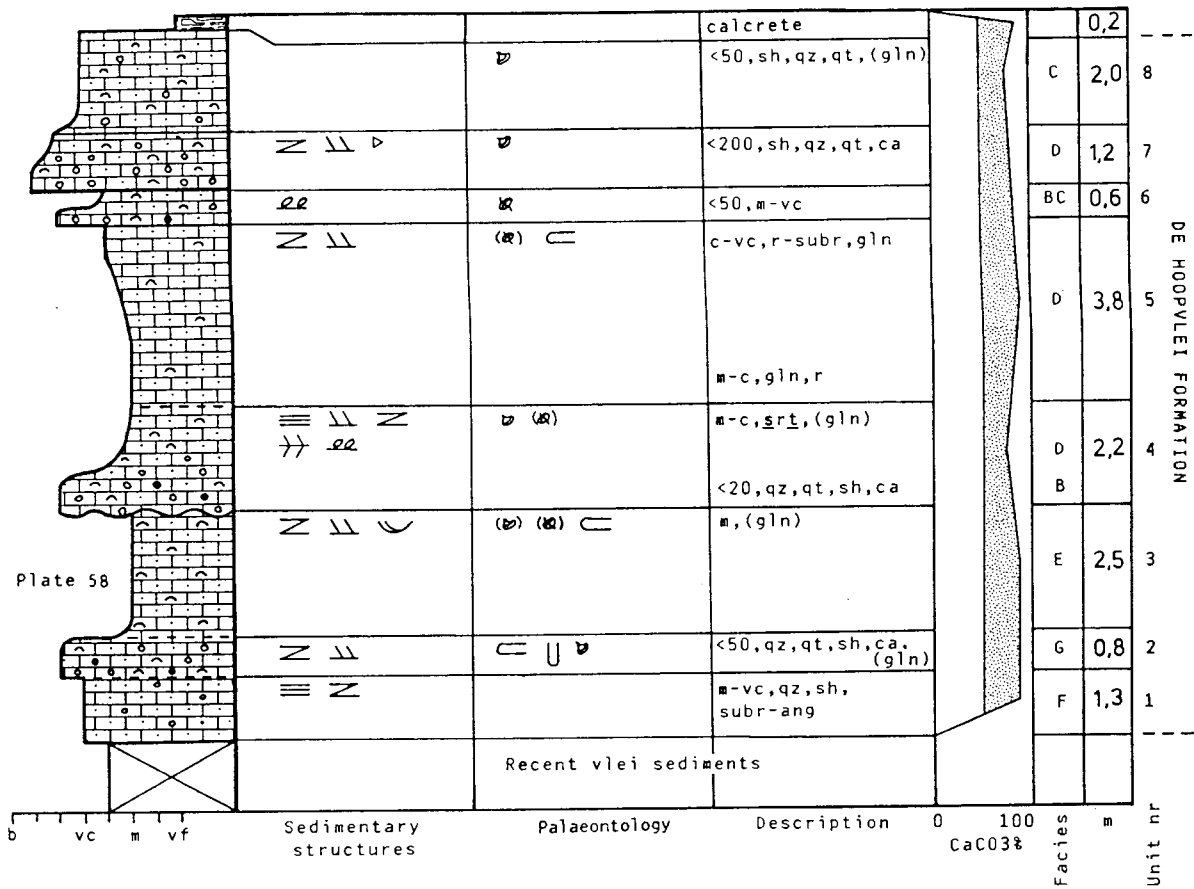 calcrete 0,2
<50,sh,qz,qt,(gln) C 2,0 8
<200,sh,qz,qt,ca D 1,2 7
<50,m-vc BC 0,6 6
c-vc,r-subr,gln
D 3,8 5
m-c,gln,r
m-c,srt,(gln)
D 2,2 4
<20,qz,qt,sh,ca B
m,(gln)
E 2,5 3
Plate 58
<50,qz,qt,sh,ca.
(gln) G 0,8 2
m-vc,qz,sh,
subr-ang F 1,3 1
DE HOOPVLEI FORMATION
Recent vlei sediments
b vc m vf
Sedimentary
structures
Palaeontology
Description
0 100
CaCO3%
Facies
m
Unit nr